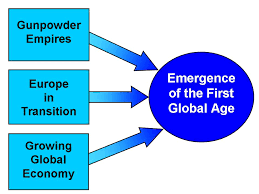 Gunpowder
Empires
Europe
in
Transition
Growing
Global
Economy
Emergence
of the First
Global Age